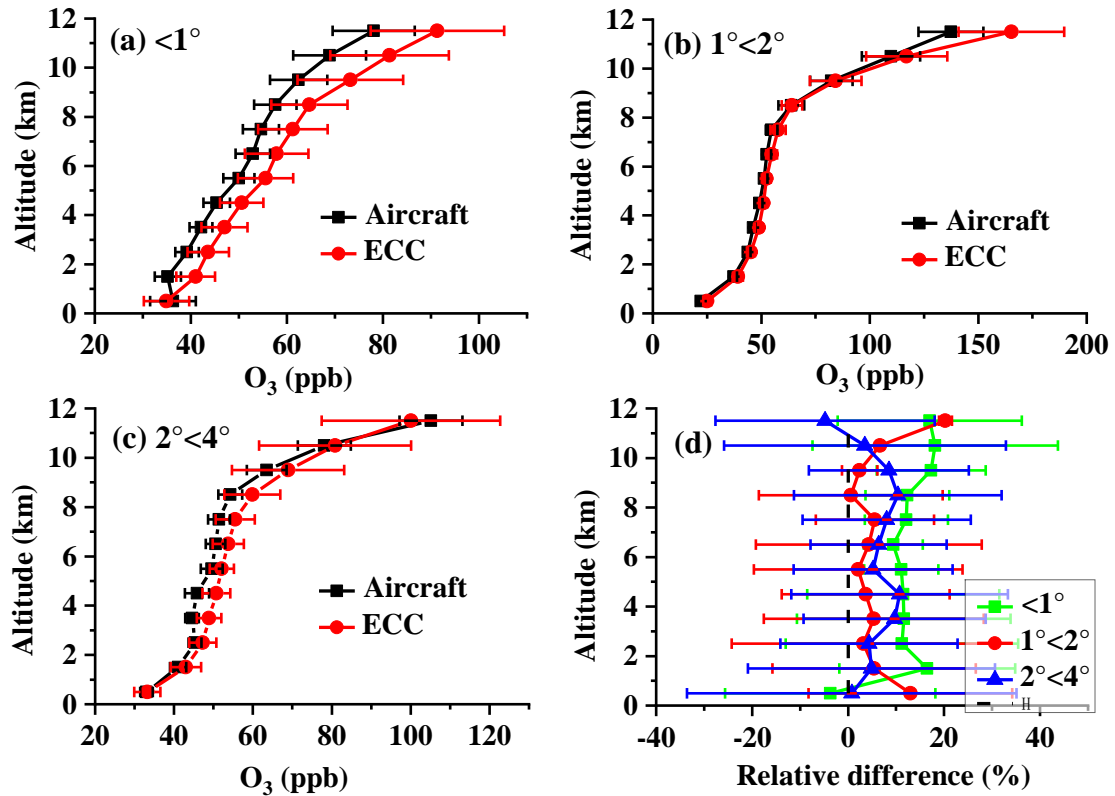 (a) <1°
12
10
8
6
4
2
0
Altitude (km)
Aircraft
ECC
20 40 60 80 100
O₃ (ppb)
(b) 1°<2°
12
10
8
6
4
2
0
Altitude (km)
Aircraft
ECC
0 50 100 150 200
O₃ (ppb)
(c) 2°<4°
12
10
8
6
4
2
0
Altitude (km)
Aircraft
ECC
20 40 60 80 100 120
O₃ (ppb)
(d)
12
10
8
6
4
2
0
Altitude (km)
<1°
1°<2°
2°<4°
H
-40 -20 0 20 40
Relative difference (%)